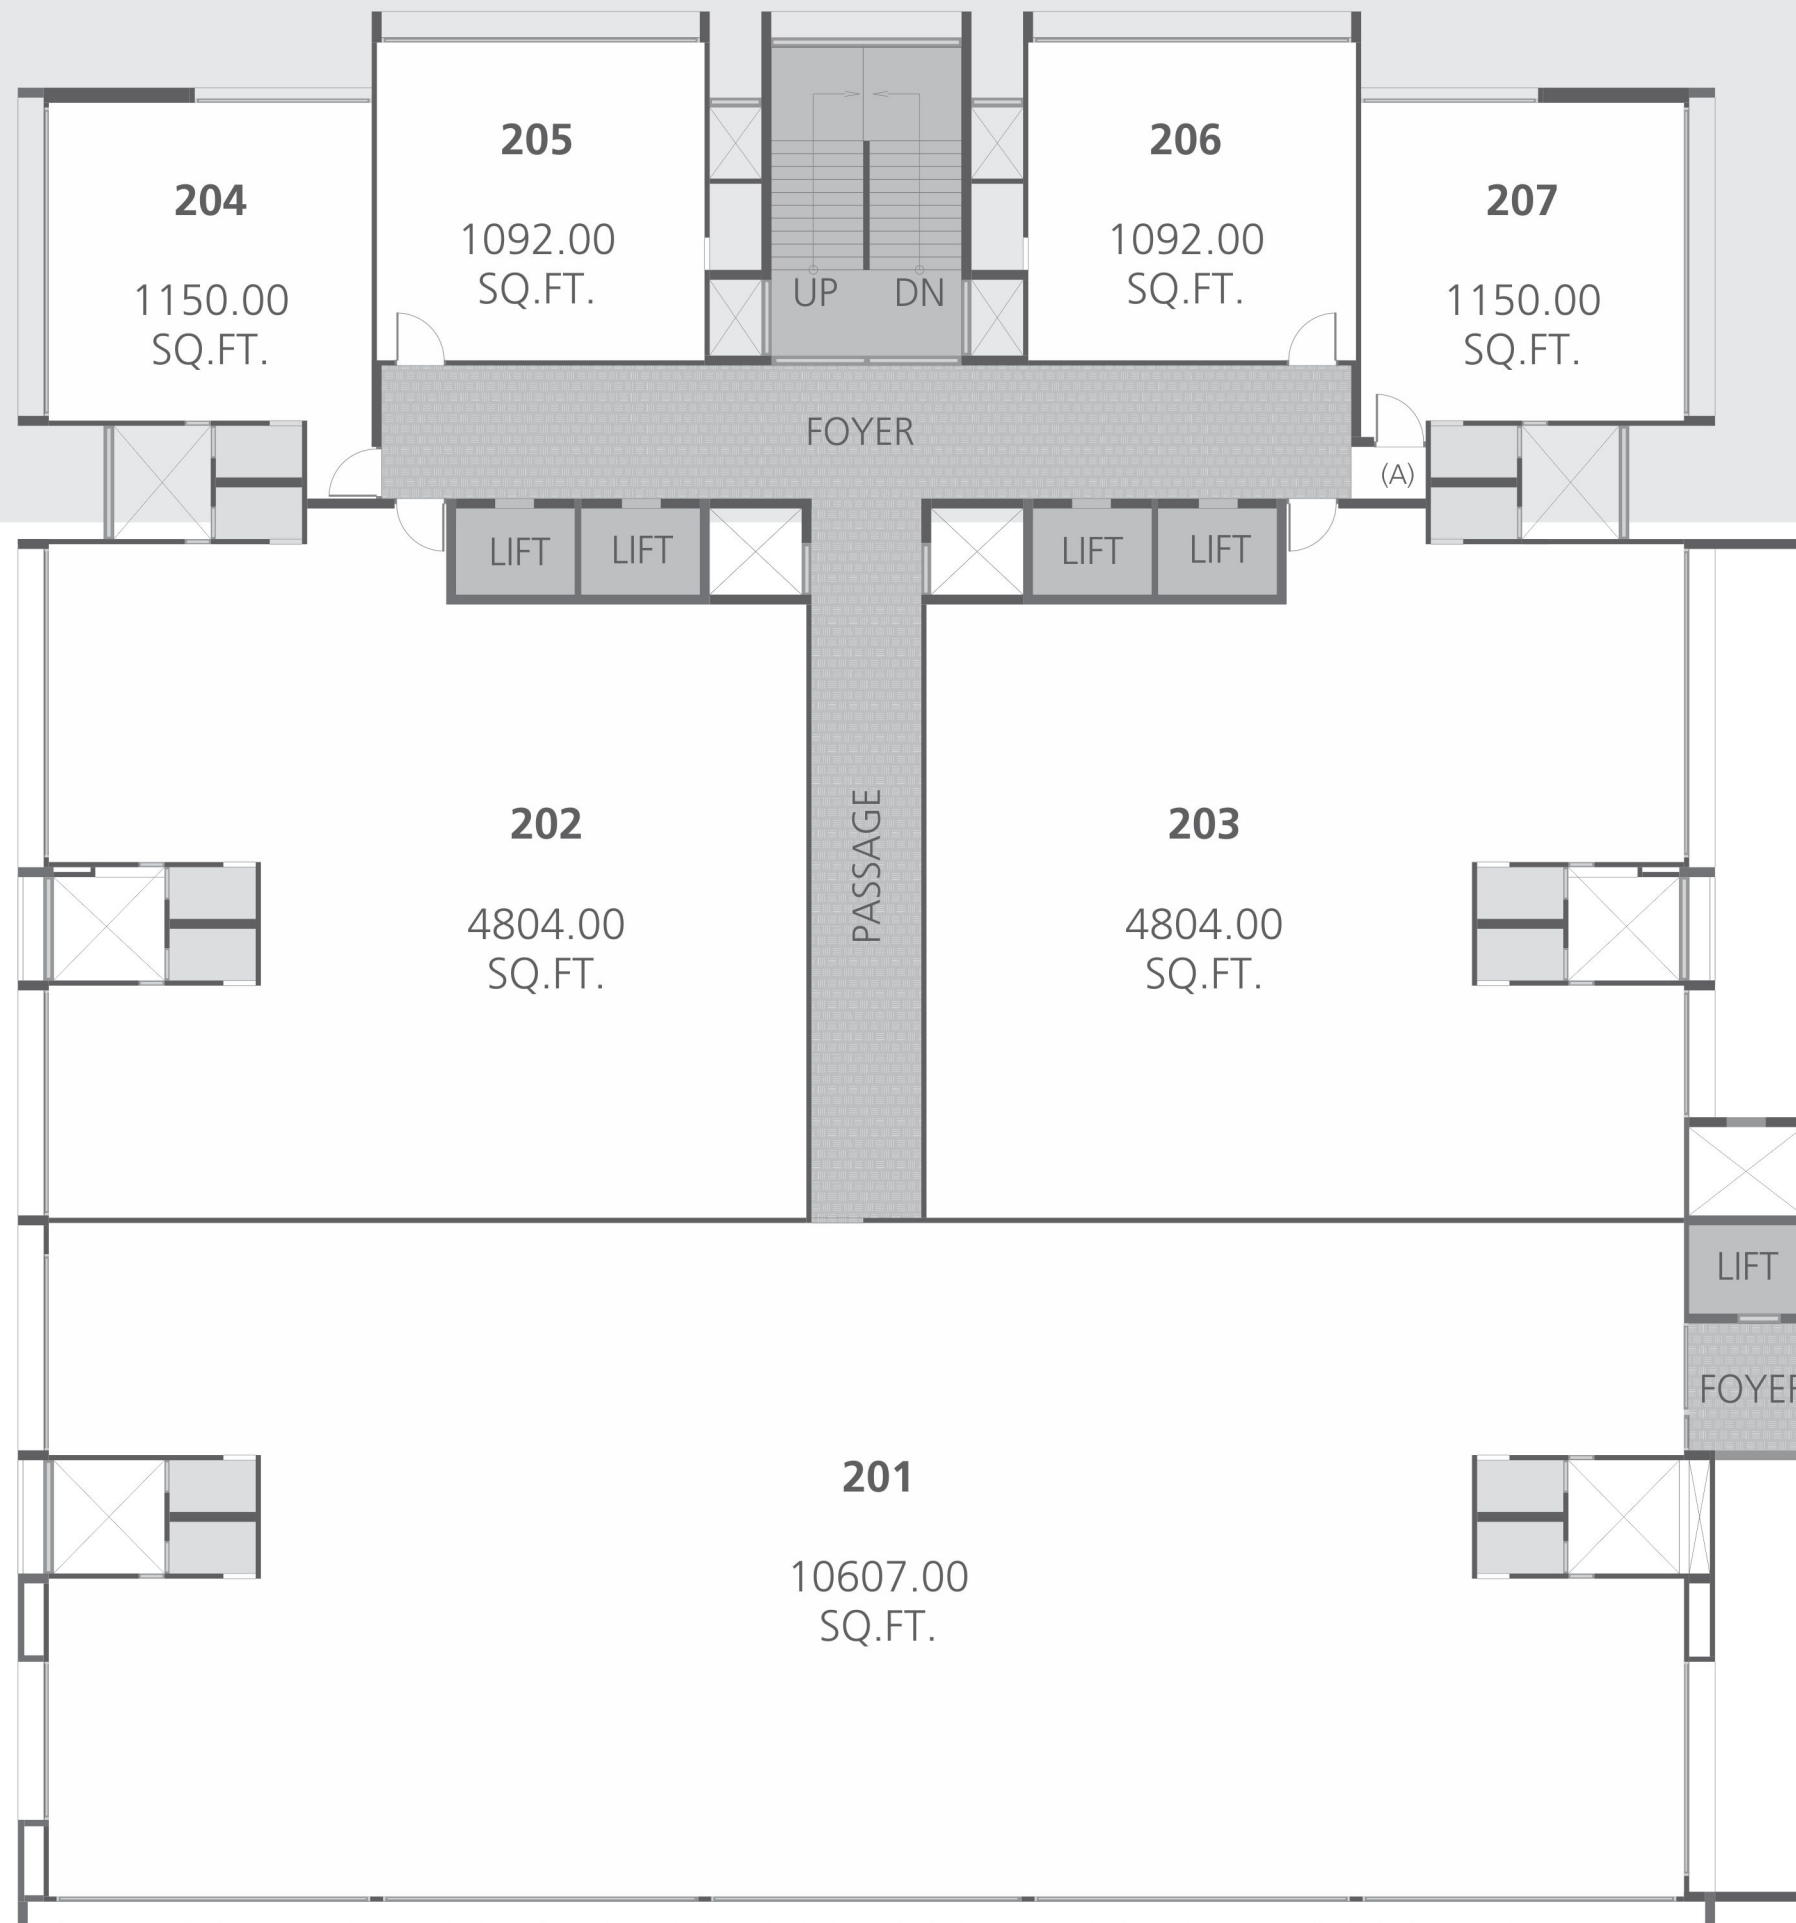 205
206
204
207
1092.00
SQ.FT.
1092.00
SQ.FT.
1150.00
SQ.FT.
1150.00
SQ.FT.
UP
DN
FOYER
(A)
LIFT
LIFT
LIFT
LIFT
202
PASSAGE
203
4804.00
SQ.FT.
4804.00
SQ.FT.
LIFT
FOYER
201
10607.00
SQ.FT.